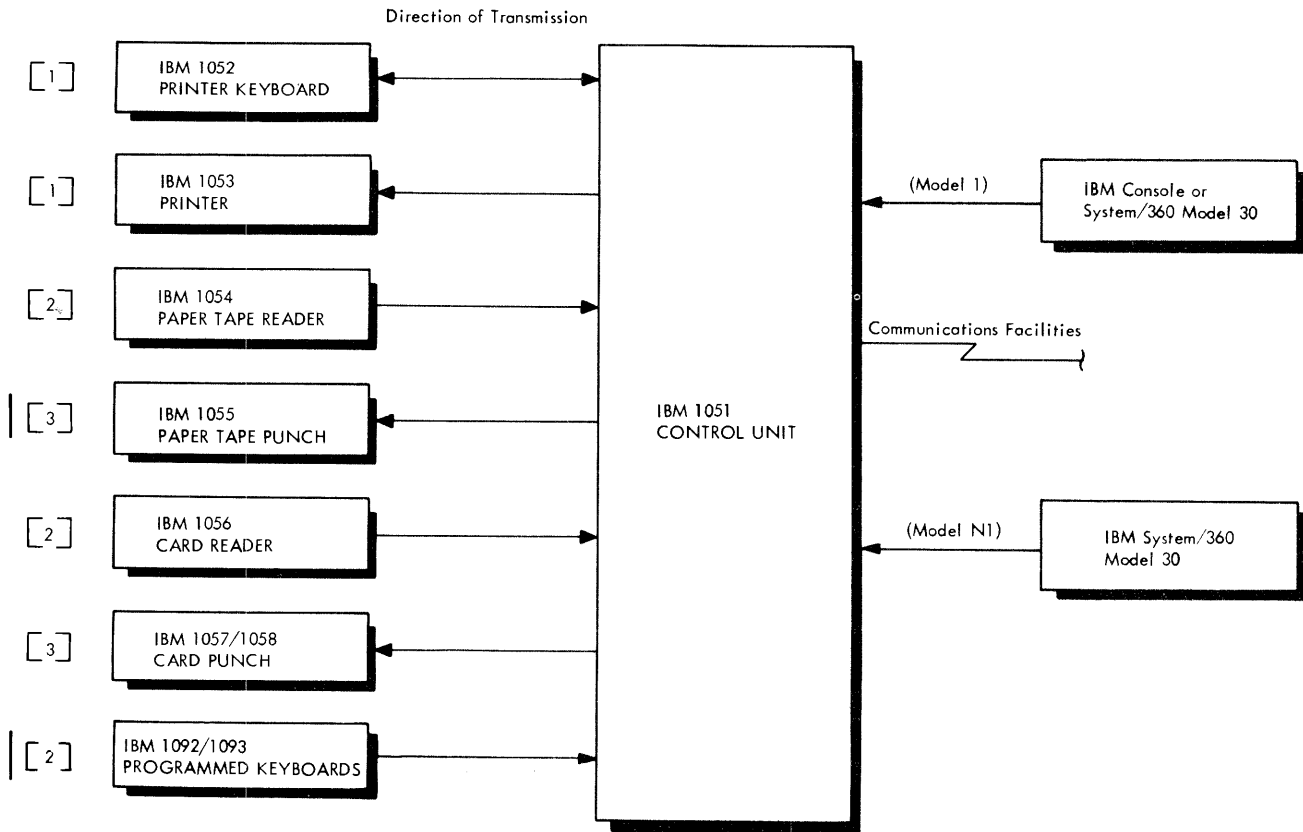 Direction of Transmission
[1]
IBM 1052
PRINTER KEYBOARD
[1]
IBM 1053
PRINTER
[2]
IBM 1054
PAPER TAPE READER
[3]
IBM 1055
PAPER TAPE PUNCH
[2]
IBM 1056
CARD READER
[3]
IBM 1057/1058
CARD PUNCH
[2]
IBM 1092/1093
PROGRAMMED KEYBOARDS
IBM 1051
CONTROL UNIT
(Model 1)
IBM Console or
System/360 Model 30
Communications Facilities
(Model N1)
IBM System/360
Model 30